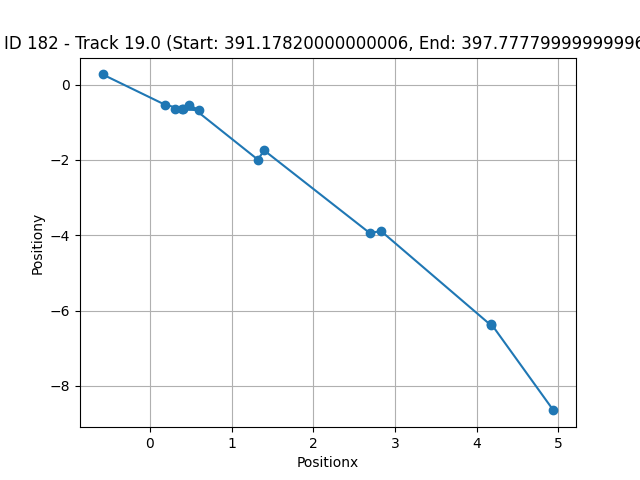 ID 182 - Track 19.0 (Start: 391.17820000000006, End: 397.77779999999996
0
−2
−4
−6
−8
Positiony
0 1 2 3 4 5
Positionx